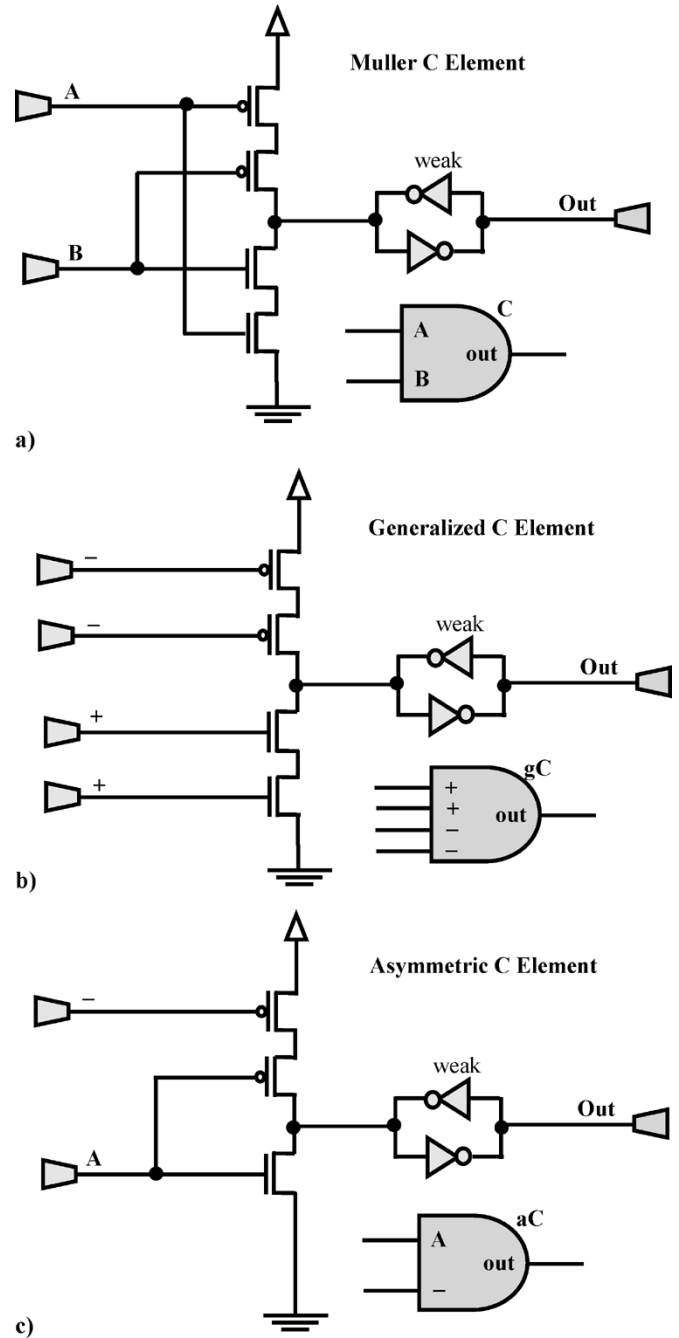 Muller C Element
A
weak
Out
B
C
A
out
B
a)
Generalized C Element
−
−
weak
Out
+
+
gC
+
+
out
−
−
b)
Asymmetric C Element
−
weak
Out
A
aC
A
out
−
c)